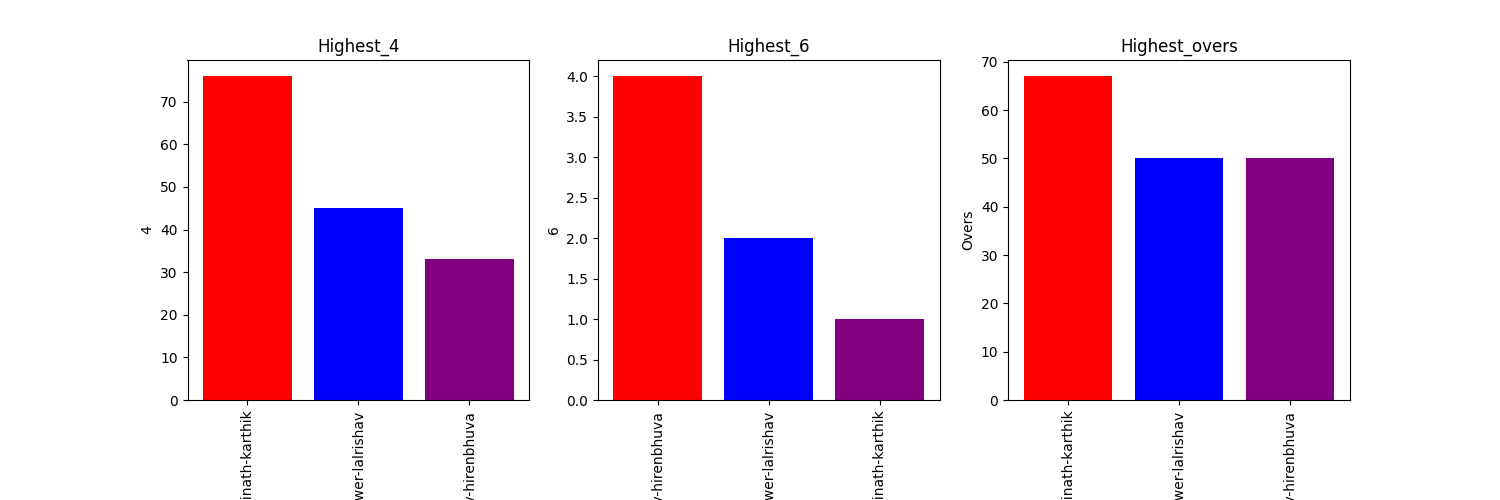 Highest_4
70
60
50
40
30
20
10
0
4
inath-karthik
wer-lalrishav
y-hirenbhuva
Highest_6
4.0
3.5
3.0
2.5
2.0
1.5
1.0
0.5
0.0
6
y-hirenbhuva
wer-lalrishav
inath-karthik
Highest_overs
70
60
50
40
30
20
10
0
Overs
inath-karthik
wer-lalrishav
y-hirenbhuva